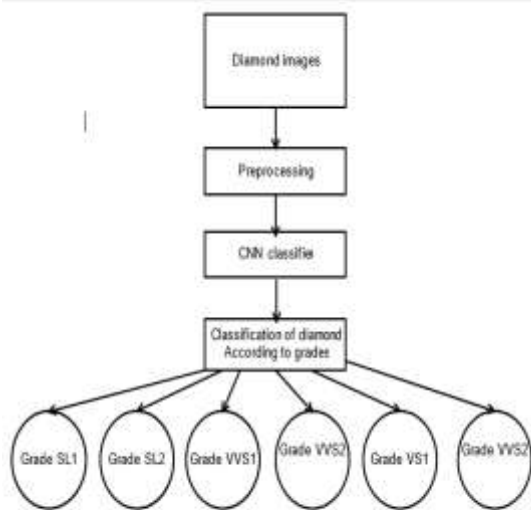 Diamond images
Preprocessing
CNN classifier
Classification of diamond
According to grades
Grade SL1
Grade SL2
Grade VVS1
Grade VVS2
Grade VS1
Grade VVS2